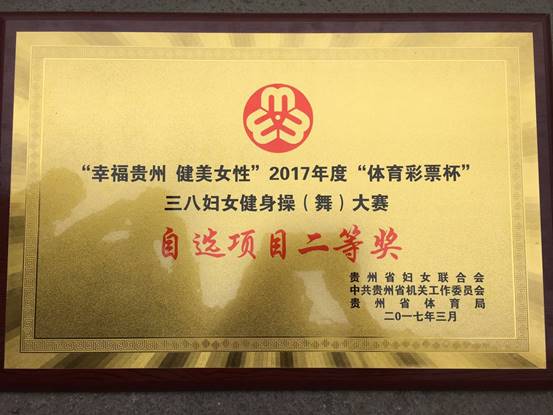 “幸福贵州 健美女性”2017年度“体育彩票杯”
三八妇女健身操（舞）大赛
自选项目二等奖
贵州省妇女联合会
中共贵州省机关工作委员会
贵州省体育局
二0一七年三月